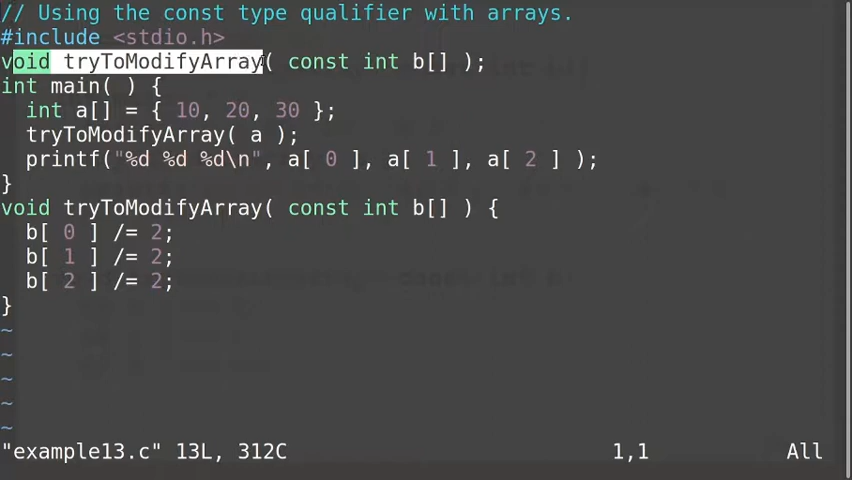 // Using the const type qualifier with arrays.
#include <stdio.h>
void tryToModifyArray( const int b[] );
int main( ) {
  int a[] = { 10, 20, 30 };
  tryToModifyArray( a );
  printf("%d %d %d\n", a[ 0 ], a[ 1 ], a[ 2 ] );
}
void tryToModifyArray( const int b[] ) {
  b[ 0 ] /= 2;
  b[ 1 ] /= 2;
  b[ 2 ] /= 2;
}
~
~
~
~
~
"example13.c" 13L, 312C 1,1 All